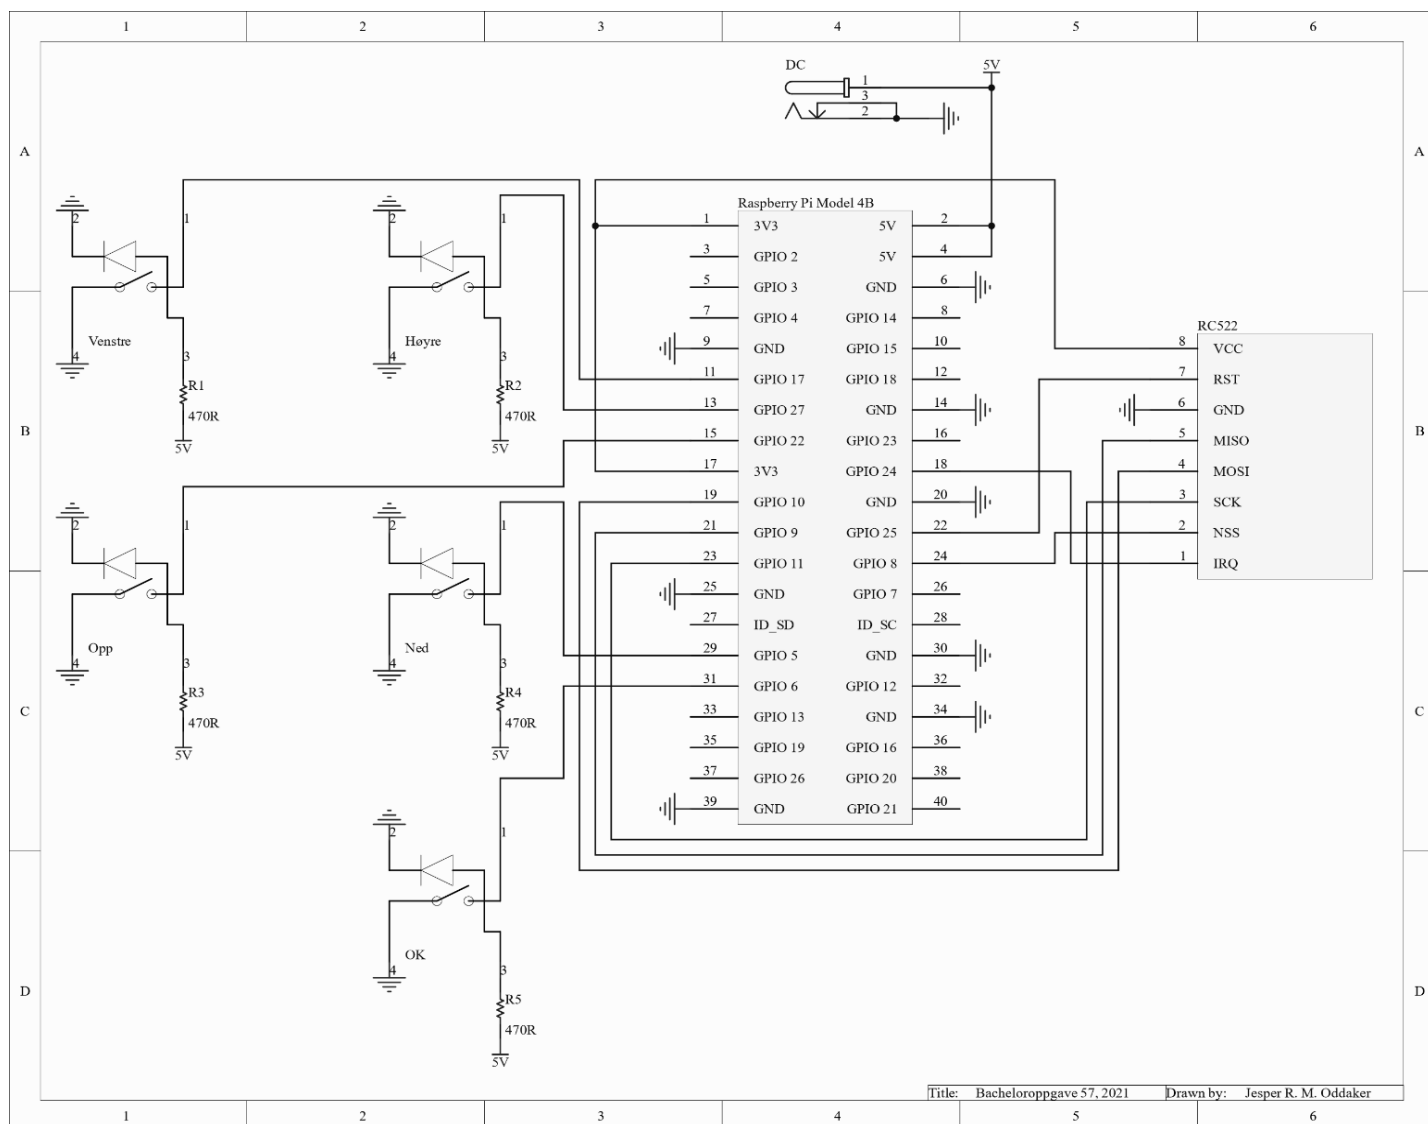 1 2 3 4 5 6
A A
B B
C C
D D
DC
1
3
2
5V
Raspberry Pi Model 4B
1 3V3 5V 2
3 GPIO 2 5V 4
5 GPIO 3 GND 6
7 GPIO 4 GPIO 14 8
9 GND GPIO 15 10
11 GPIO 17 GPIO 18 12
13 GPIO 27 GND 14
15 GPIO 22 GPIO 23 16
17 3V3 GPIO 24 18
19 GPIO 10 GND 20
21 GPIO 9 GPIO 25 22
23 GPIO 11 GPIO 8 24
25 GND GPIO 7 26
27 ID_SD ID_SC 28
29 GPIO 5 GND 30
31 GPIO 6 GPIO 12 32
33 GPIO 13 GND 34
35 GPIO 19 GPIO 16 36
37 GPIO 26 GPIO 20 38
39 GND GPIO 21 40
RC522
8 VCC
7 RST
6 GND
5 MISO
4 MOSI
3 SCK
2 NSS
1 IRQ
2 1
Venstre
4 3
R1
470R
5V
2 1
Høyre
4 3
R2
470R
5V
2 1
Opp
4 3
R3
470R
5V
2 1
Ned
4 3
R4
470R
5V
2 1
OK
4 3
R5
470R
5V
Title: Bacheloroppgave 57, 2021 Drawn by: Jesper R. M. Oddaker
1 2 3 4 5 6